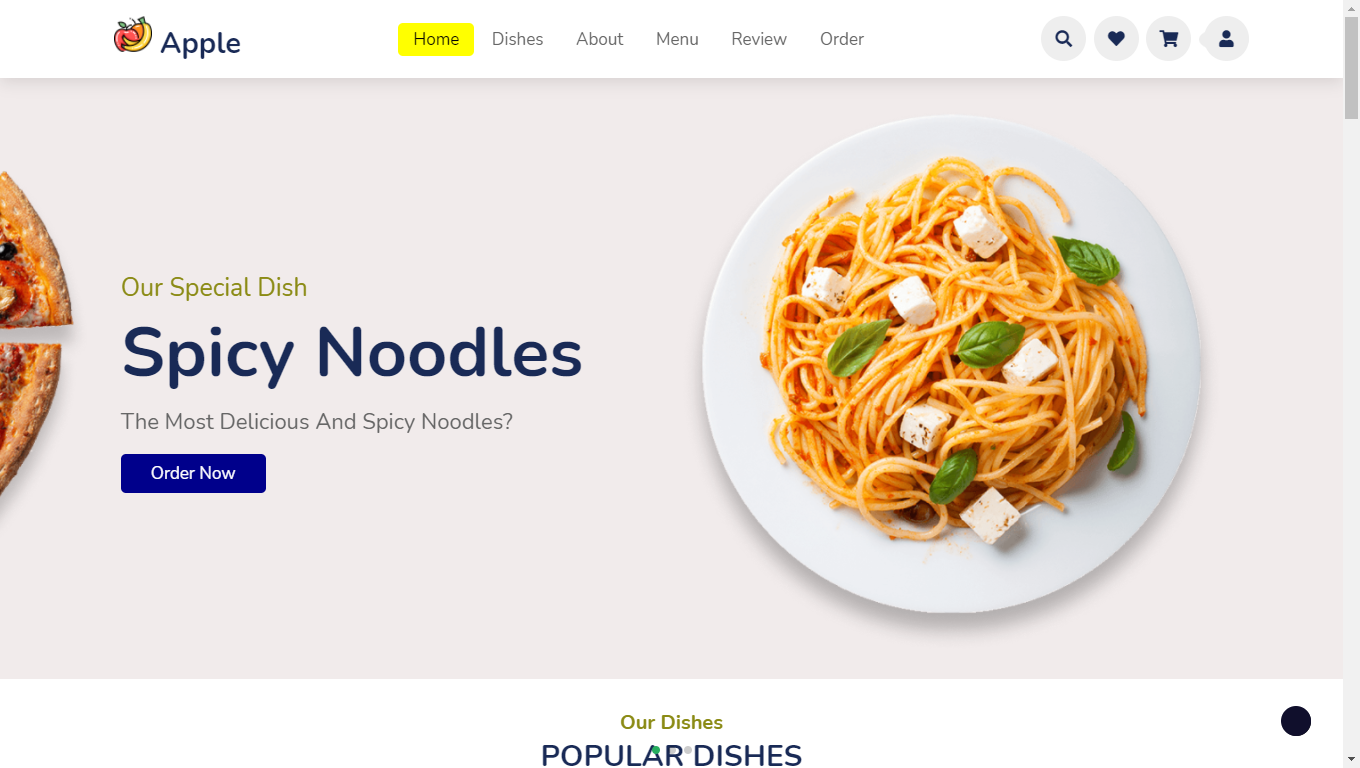 Apple
Home Dishes About Menu Review Order
Our Special Dish
Spicy Noodles
The Most Delicious And Spicy Noodles?
Order Now
Our Dishes
POPULAR DISHES